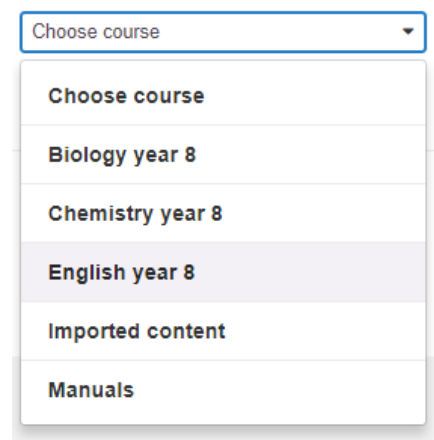 Choose course
Choose course
Biology year 8
Chemistry year 8
English year 8
Imported content
Manuals